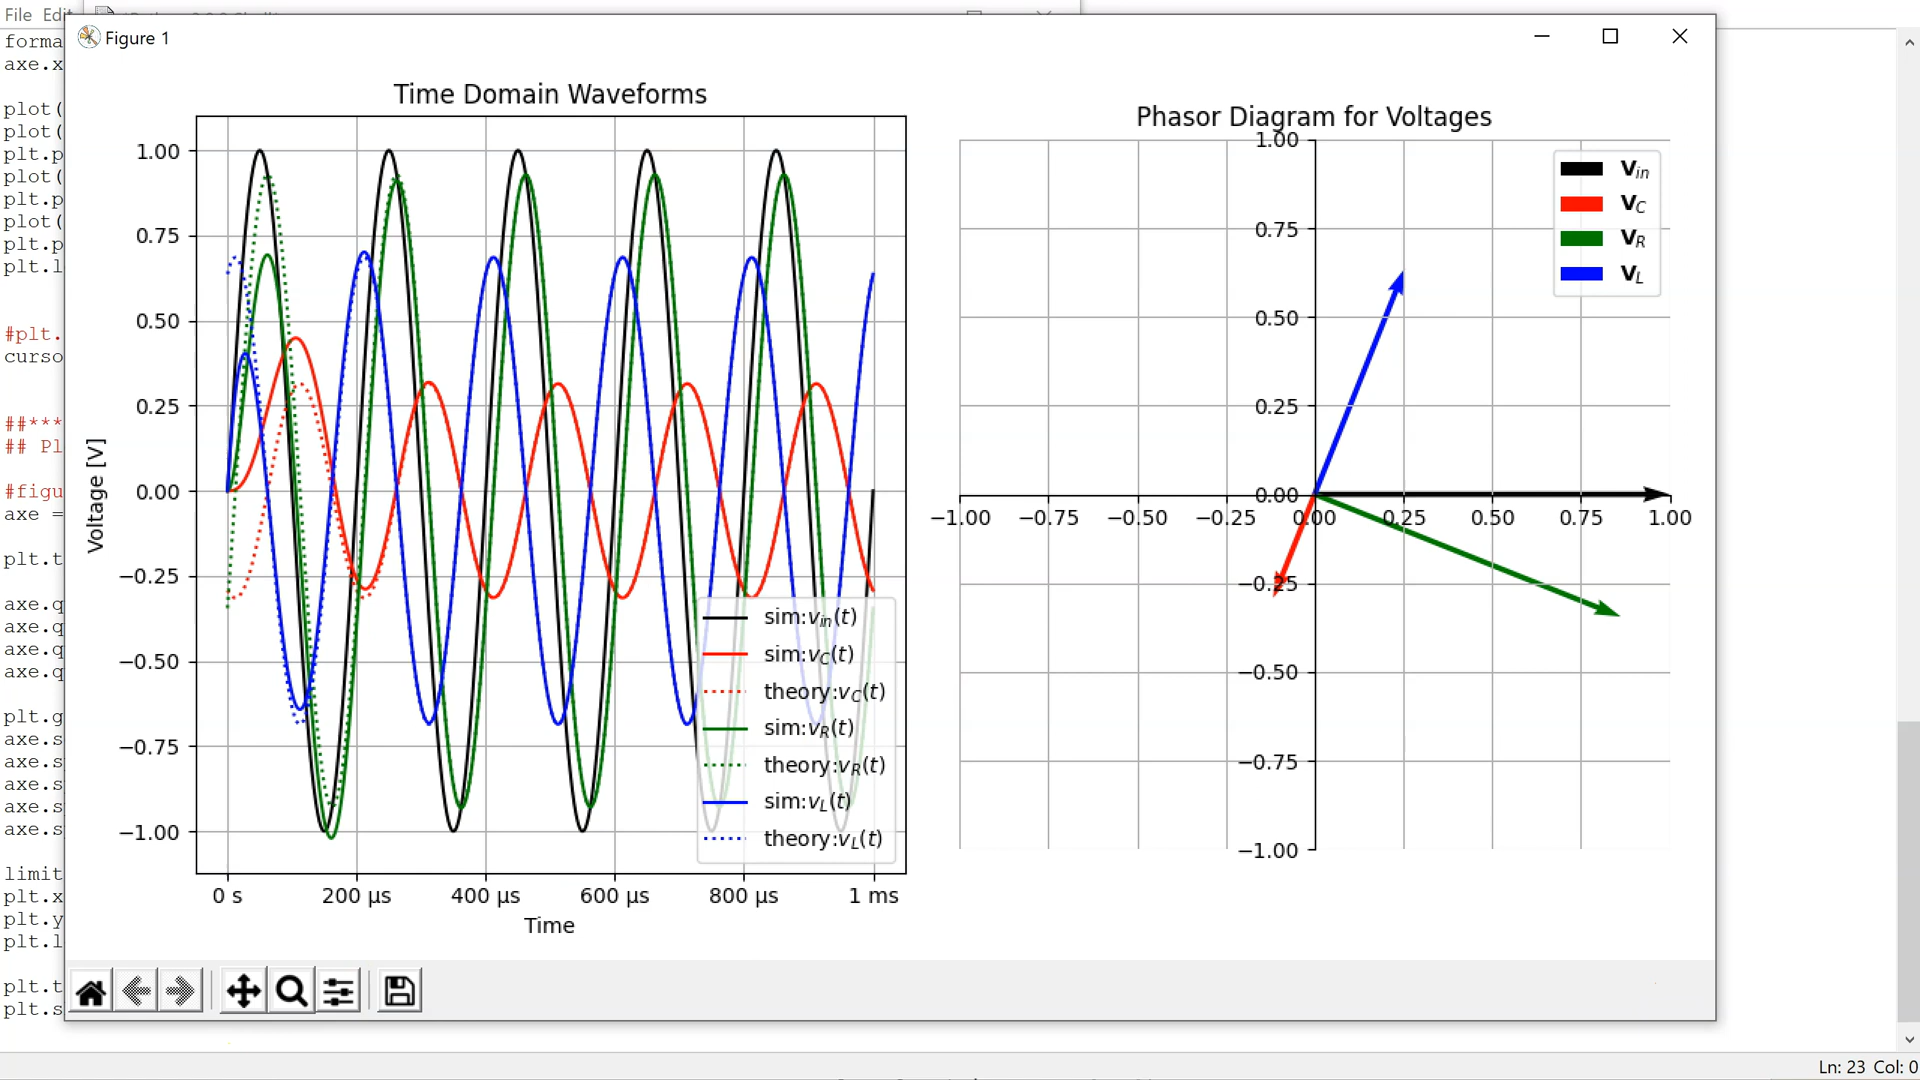 File Edit
Figure 1
forma
axe.x
plot(
plot(
plt.p
plot(
plt.p
plot(
plt.p
plt.l
#plt.
curso
##***
## Pl
#figu
axe =
plt.t
axe.q
axe.q
axe.q
axe.q
plt.g
axe.s
axe.s
axe.s
axe.s
axe.s
limit
plt.x
plt.y
plt.l
plt.t
plt.s
Time Domain Waveforms
1.00
0.75
0.50
0.25
0.00
−0.25
−0.50
−0.75
−1.00
Voltage [V]
0 s 200 µs 400 µs 600 µs 800 µs 1 ms
Time
sim:v_in(t)
sim:v_C(t)
theory:v_C(t)
sim:v_R(t)
theory:v_R(t)
sim:v_L(t)
theory:v_L(t)
Phasor Diagram for Voltages
1.00
0.75
0.50
0.25
0.00
−1.00 −0.75 −0.50 −0.25 0.00 0.25 0.50 0.75 1.00
−0.25
−0.50
−0.75
−1.00
V_in
V_C
V_R
V_L
Ln: 23 Col: 0